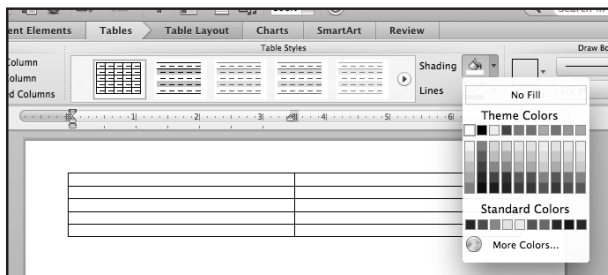 ent Elements Tables Table Layout Charts SmartArt Review
Table Styles Draw Bo
Column
olumn
d Columns
Shading
Lines
1 2 3 4 5 6
No Fill
Theme Colors
Standard Colors
More Colors...